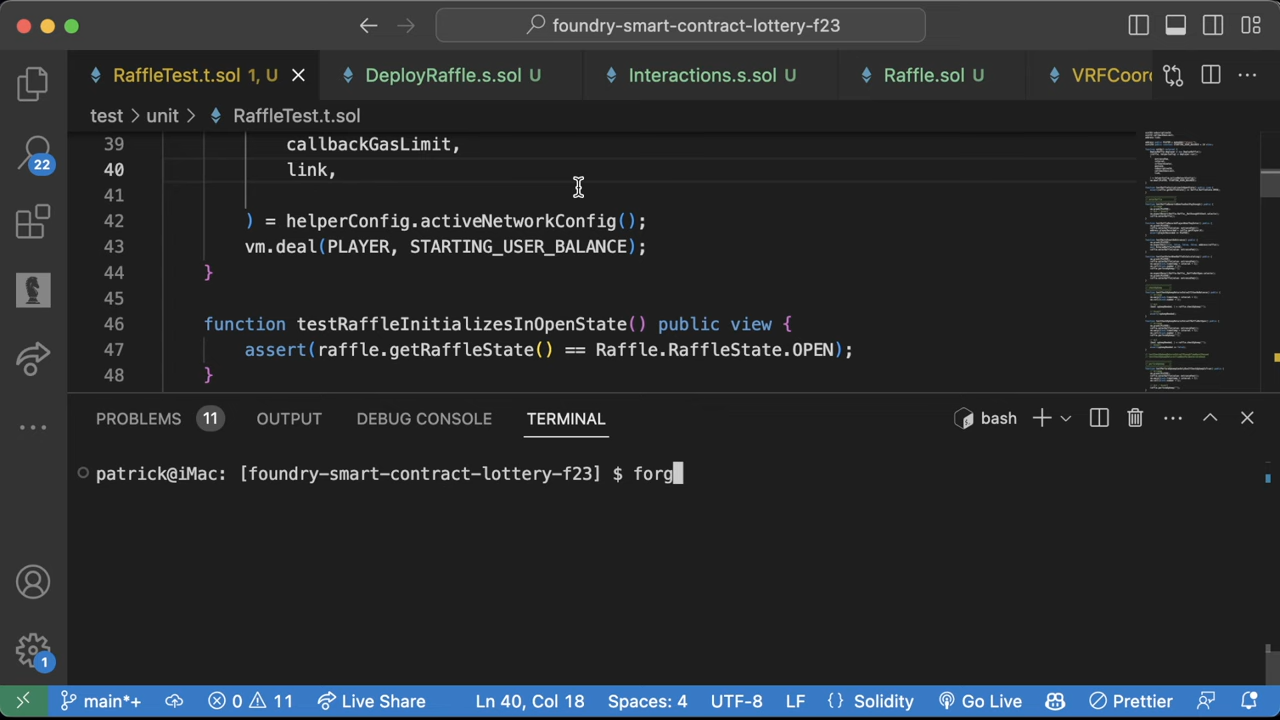 foundry-smart-contract-lottery-f23
RaffleTest.t.sol 1, U
DeployRaffle.s.sol U
Interactions.s.sol U
Raffle.sol U
VRFCoord
test > unit > RaffleTest.t.sol
39 callbackGasLimit,
40 link,
41
42 ) = helperConfig.activeNetworkConfig();
43 vm.deal(PLAYER, STARTING_USER_BALANCE);
44 }
45
46 function testRaffleInitializesInOpenState() public view {
47 assert(raffle.getRaffleState() == Raffle.RaffleState.OPEN);
48 }
22
PROBLEMS 11 OUTPUT DEBUG CONSOLE TERMINAL bash
patrick@iMac: [foundry-smart-contract-lottery-f23] $ forg
1
main*+ 0 11 Live Share Ln 40, Col 18 Spaces: 4 UTF-8 LF {} Solidity Go Live Prettier